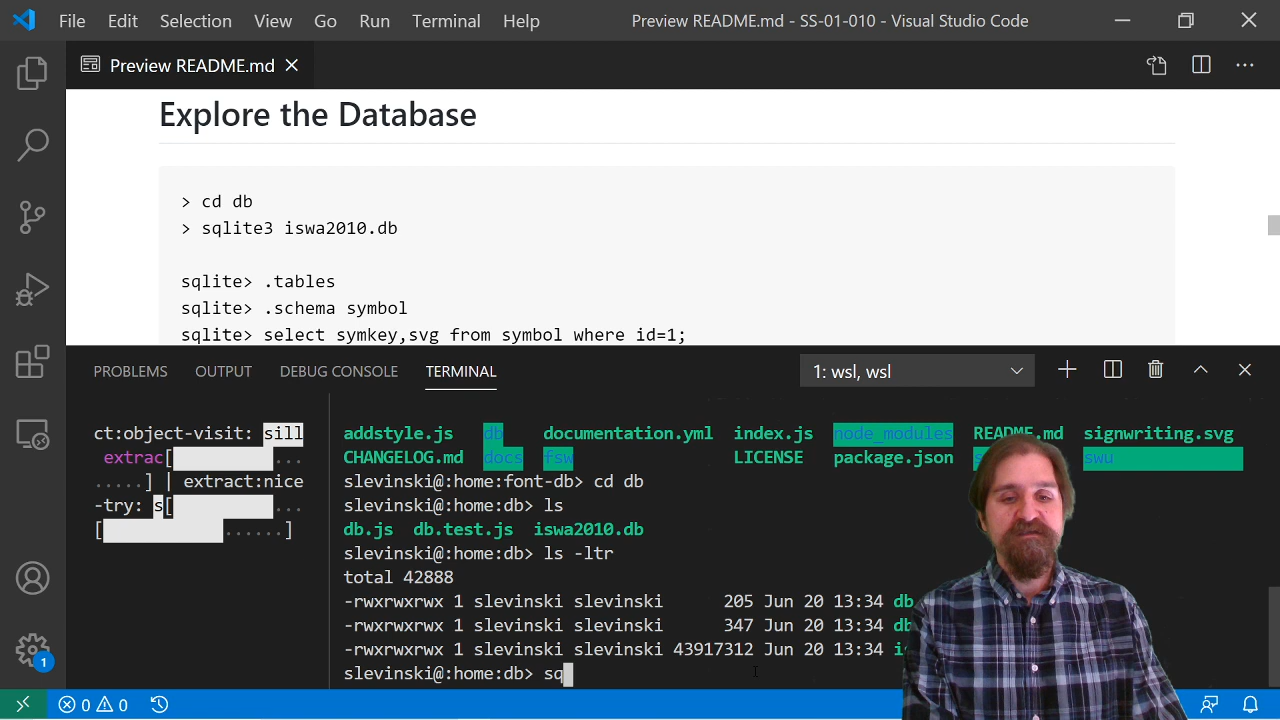 File Edit Selection View Go Run Terminal Help Preview README.md - SS-01-010 - Visual Studio Code
Preview README.md
Explore the Database
> cd db
> sqlite3 iswa2010.db
sqlite> .tables
sqlite> .schema symbol
sqlite> select symkey,svg from symbol where id=1;
PROBLEMS OUTPUT DEBUG CONSOLE TERMINAL 1: wsl, wsl
ct:object-visit: sill
extrac[ ...
.....] | extract:nice
-try: s[ ...
[ ......]
addstyle.js db documentation.yml index.js node_modules README.md signwriting.svg
CHANGELOG.md docs fsw LICENSE package.json swu
slevinski@:home:font-db> cd db
slevinski@:home:db> ls
db.js db.test.js iswa2010.db
slevinski@:home:db> ls -ltr
total 42888
-rwxrwxrwx 1 slevinski slevinski 205 Jun 20 13:34 db
-rwxrwxrwx 1 slevinski slevinski 347 Jun 20 13:34 db
-rwxrwxrwx 1 slevinski slevinski 43917312 Jun 20 13:34 i
slevinski@:home:db> sq
0 0
1